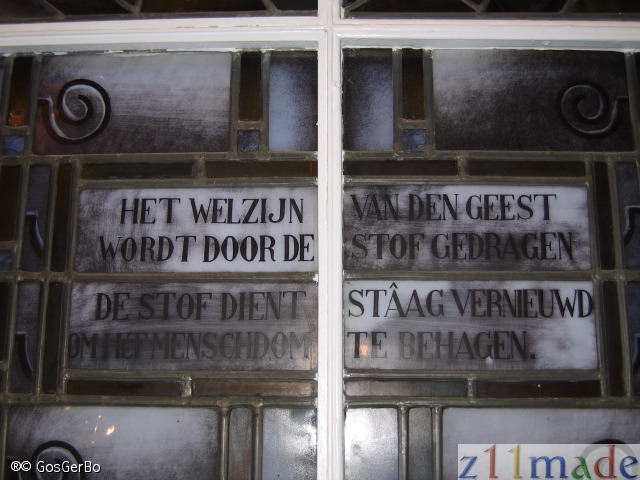 HET WELZIJN VAN DEN GEEST
WORDT DOOR DE STOF GEDRAGEN
DE STOF DIENT STÂAG VERNIEUWD
OM HET MENSCHDOM TE BEHAGEN.
®© GosGerBo
z11made